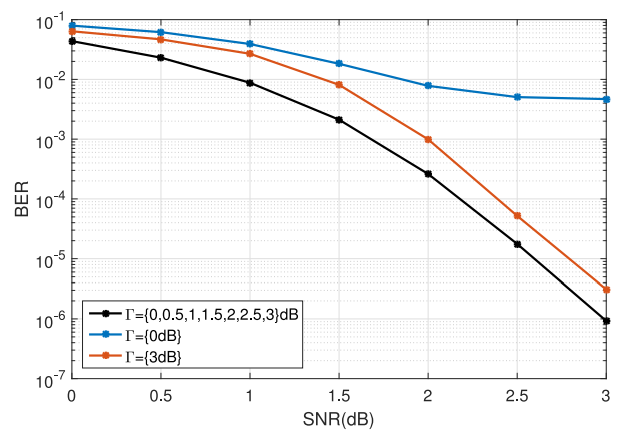 10^-1
10^-2
10^-3
10^-4
10^-5
10^-6
10^-7
BER
Γ={0,0.5,1,1.5,2,2.5,3}dB
Γ={0dB}
Γ={3dB}
0 0.5 1 1.5 2 2.5 3
SNR(dB)